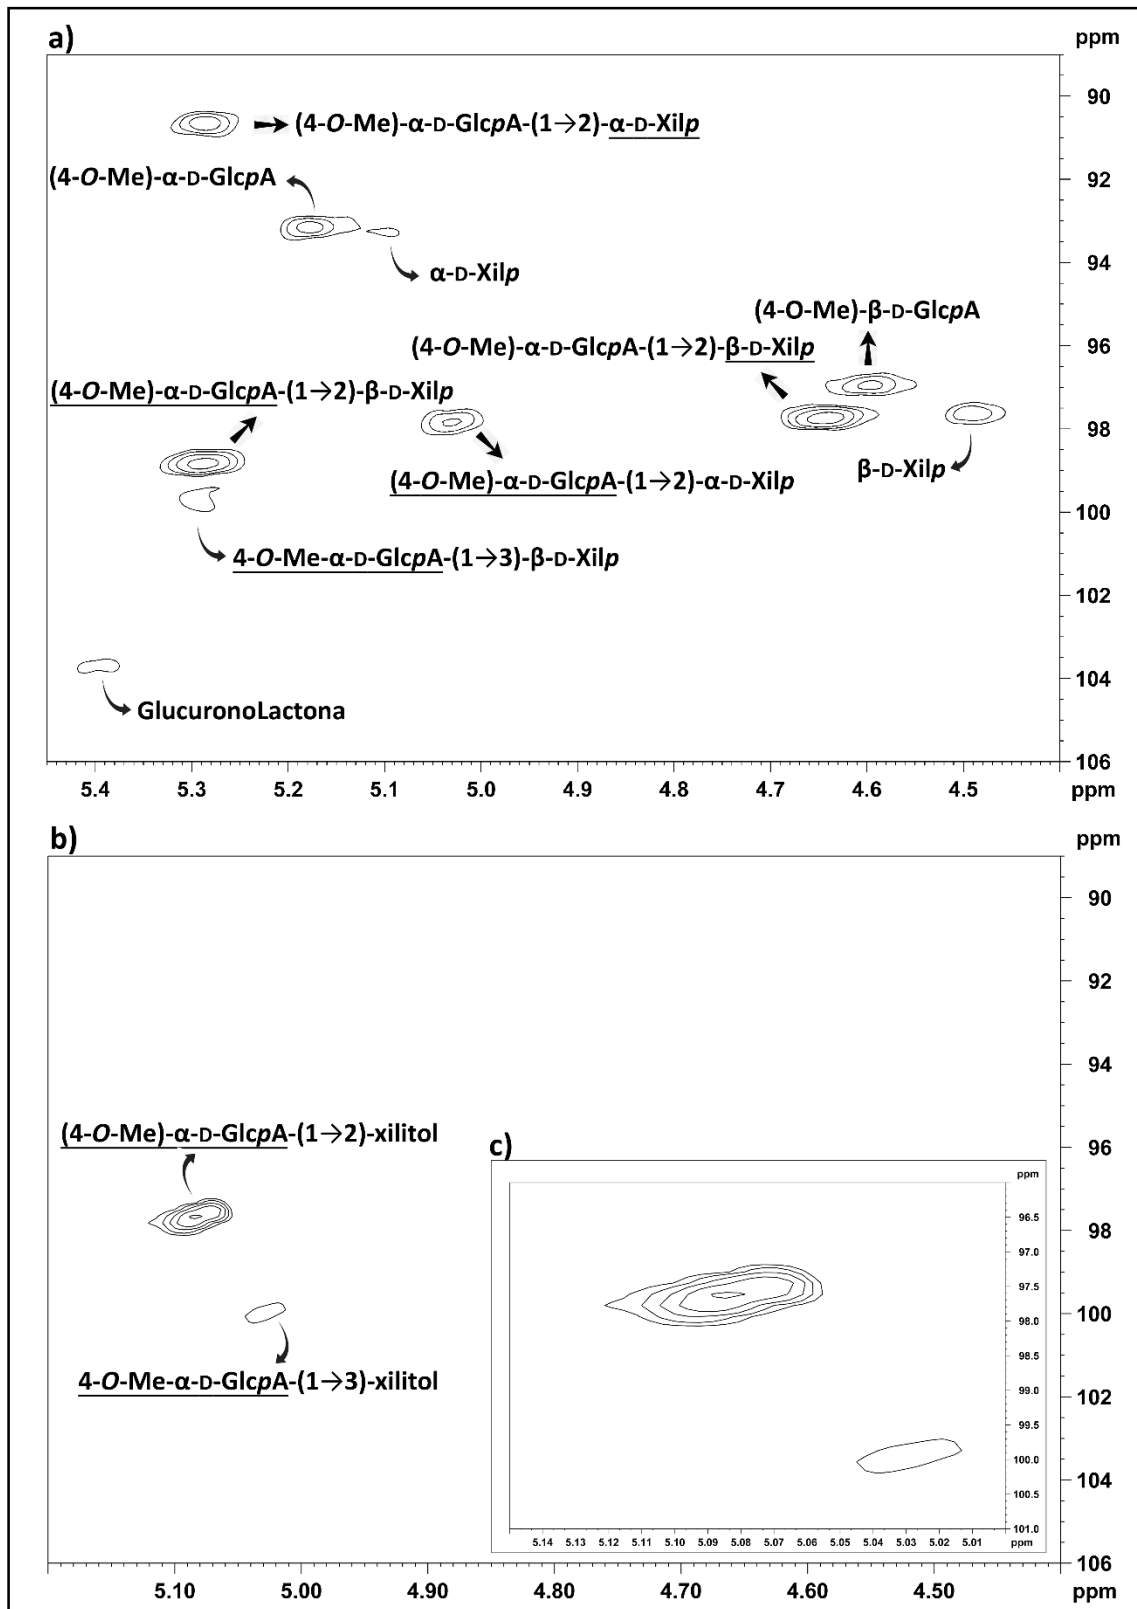 a)
ppm
90
(4-O-Me)-α-D-GlcpA-(1→2)-α-D-Xilp
92
(4-O-Me)-α-D-GlcpA
94
α-D-Xilp
(4-O-Me)-β-D-GlcpA
96
(4-O-Me)-α-D-GlcpA-(1→2)-β-D-Xilp
(4-O-Me)-α-D-GlcpA-(1→2)-β-D-Xilp
98
β-D-Xilp
(4-O-Me)-α-D-GlcpA-(1→2)-α-D-Xilp
100
4-O-Me-α-D-GlcpA-(1→3)-β-D-Xilp
102
104
GlucuronoLactona
106
5.4 5.3 5.2 5.1 5.0 4.9 4.8 4.7 4.6 4.5 ppm
b)
ppm
90
92
94
96
(4-O-Me)-α-D-GlcpA-(1→2)-xilitol
98
100
4-O-Me-α-D-GlcpA-(1→3)-xilitol
102
104
106
5.10 5.00 4.90 4.80 4.70 4.60 4.50 ppm
c)
ppm
96.5
97.0
97.5
98.0
98.5
99.0
99.5
100.0
100.5
101.0
5.14 5.13 5.12 5.11 5.10 5.09 5.08 5.07 5.06 5.05 5.04 5.03 5.02 5.01 ppm